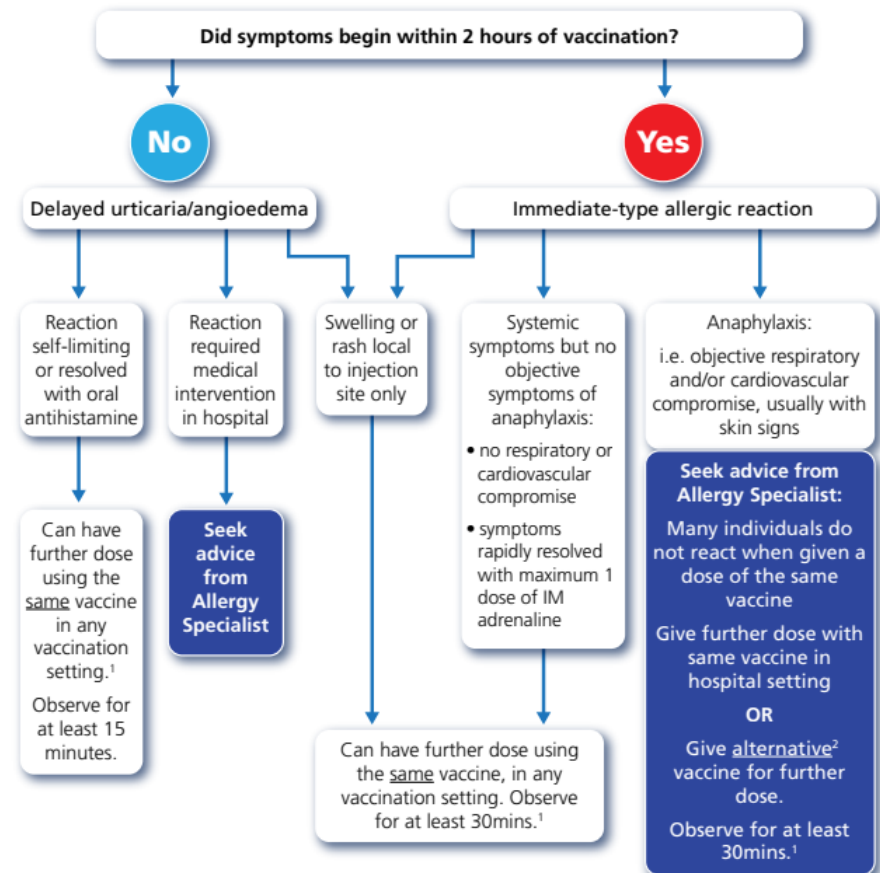 Did symptoms begin within 2 hours of vaccination?
No
Yes
Delayed urticaria/angioedema
Immediate-type allergic reaction
Reaction
self-limiting
or resolved
with oral
antihistamine
Reaction
required
medical
intervention
in hospital
Swelling or
rash local
to injection
site only
Systemic
symptoms but no
objective
symptoms of
anaphylaxis:
• no respiratory or
cardiovascular
compromise
• symptoms
rapidly resolved
with maximum 1
dose of IM
adrenaline
Anaphylaxis:
i.e. objective respiratory
and/or cardiovascular
compromise, usually with
skin signs
Can have
further dose
using the
same vaccine
in any
vaccination
setting.¹
Observe for
at least 15
minutes.
Seek
advice
from
Allergy
Specialist
Can have further dose using
the same vaccine, in any
vaccination setting. Observe
for at least 30mins.¹
Seek advice from
Allergy Specialist:
Many individuals do
not react when given a
dose of the same
vaccine
Give further dose with
same vaccine in
hospital setting
OR
Give alternative²
vaccine for further
dose.
Observe for at least
30mins.¹